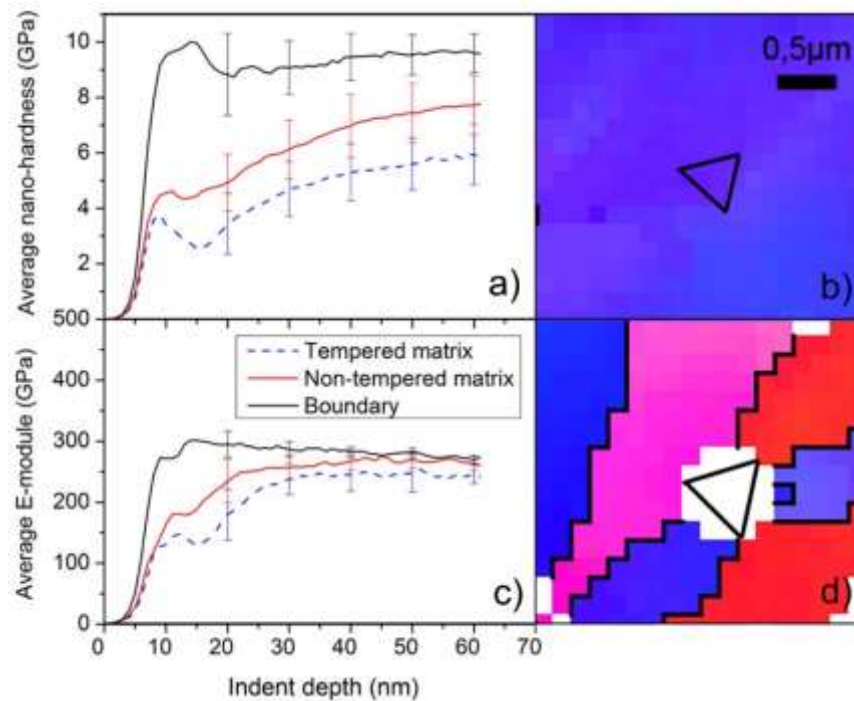 Average nano-hardness (GPa)
10
8
6
4
2
a)
0,5µm
b)
500
400
300
200
100
0
Average E-module (GPa)
Tempered matrix
Non-tempered matrix
Boundary
c)
d)
0 10 20 30 40 50 60 70
Indent depth (nm)